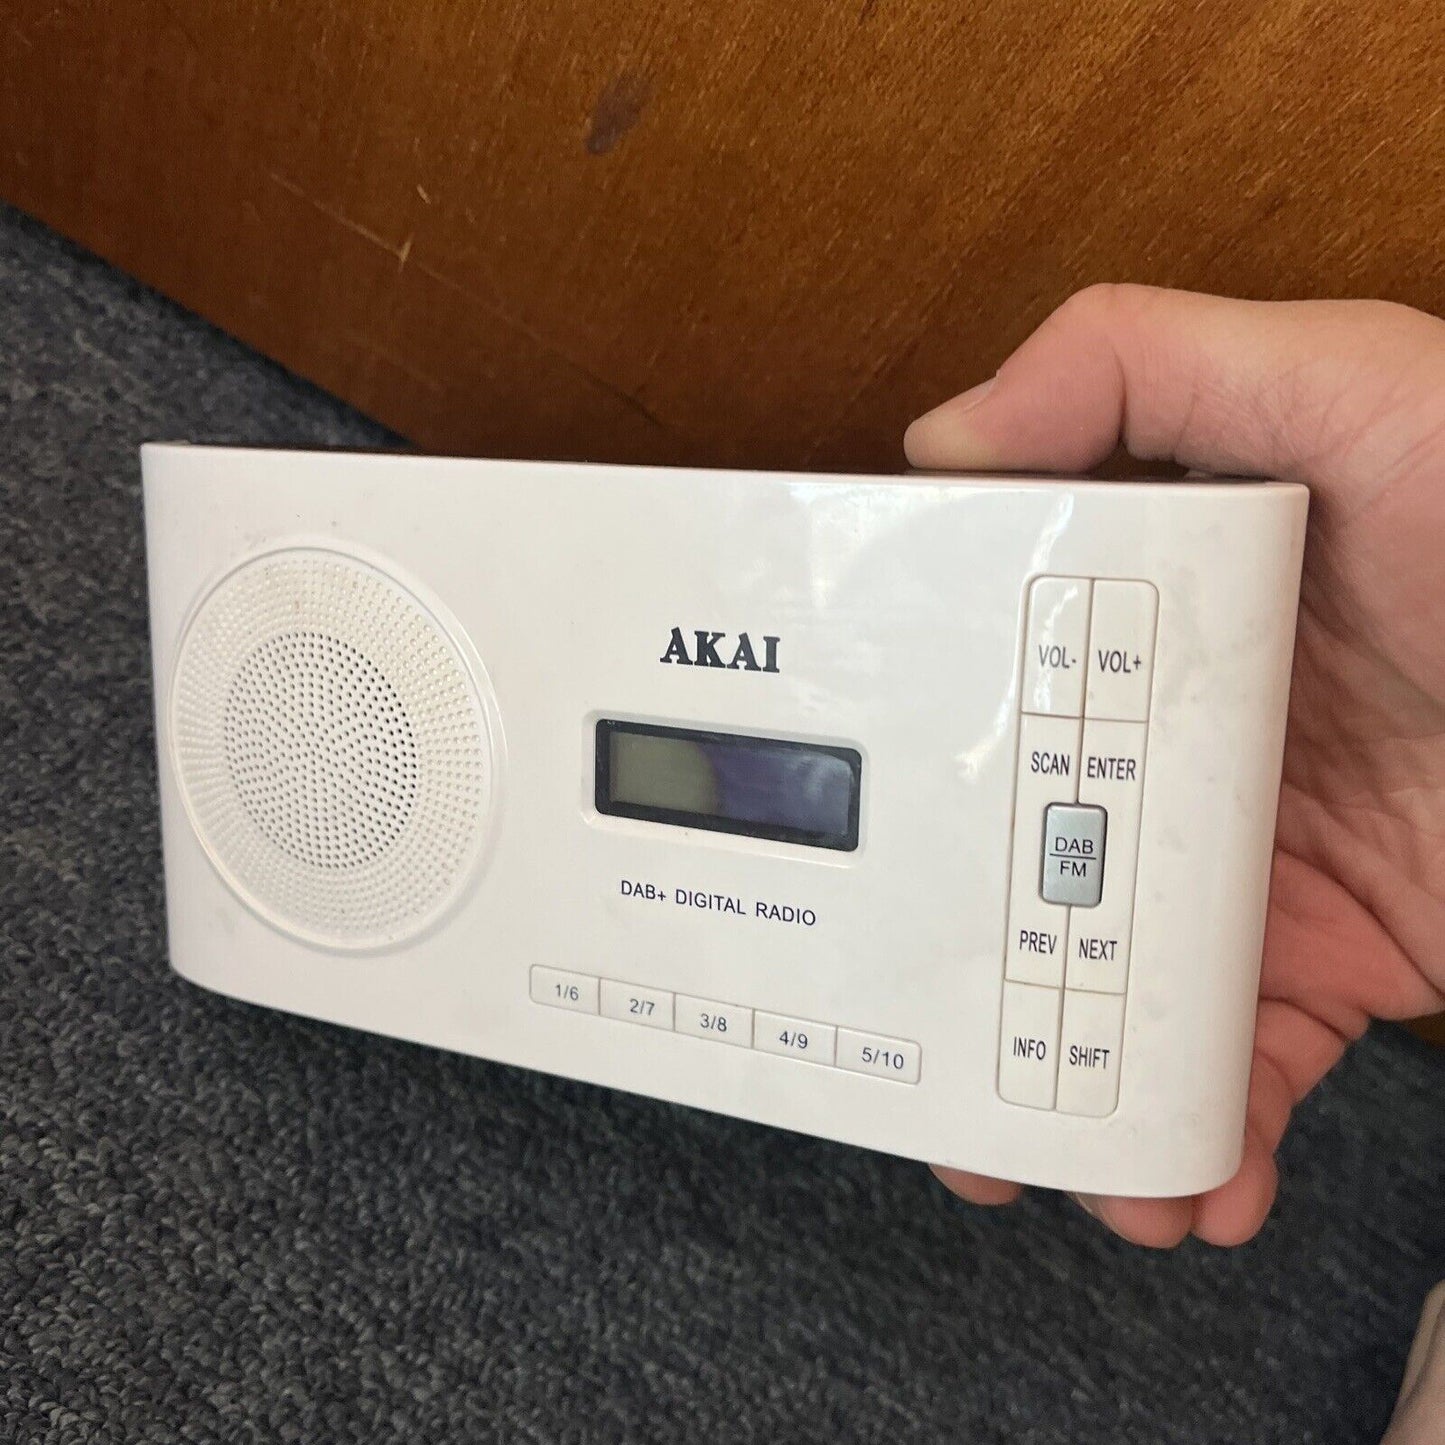 AKAI
DAB+ DIGITAL RADIO
1/6 2/7 3/8 4/9 5/10
VOL- VOL+
SCAN ENTER
DAB
FM
PREV NEXT
INFO SHIFT